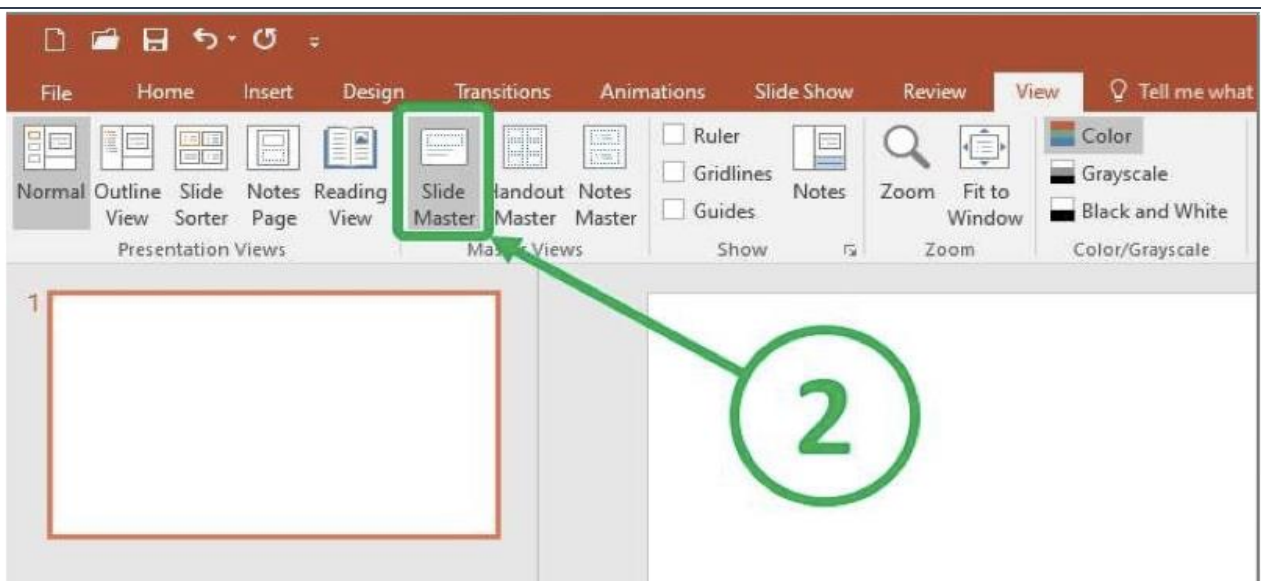 File Home Insert Design Transitions Animations Slide Show Review View Tell me what
Normal Outline View Slide Sorter Notes Page Reading View
Presentation Views
Slide Master Handout Master Notes Master
Master Views
Ruler
Gridlines
Guides
Notes
Show
Zoom Fit to Window
Zoom
Color
Grayscale
Black and White
Color/Grayscale
1
2